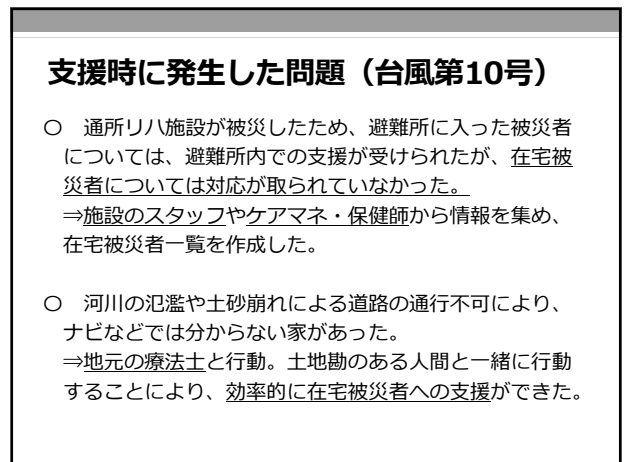 支援時に発生した問題（台風第10号）
○　通所リハ施設が被災したため、避難所に入った被災者
については、避難所内での支援が受けられたが、在宅被
災者については対応が取られていなかった。
⇒施設のスタッフやケアマネ・保健師から情報を集め、
在宅被災者一覧を作成した。
○　河川の氾濫や土砂崩れによる道路の通行不可により、
ナビなどでは分からない家があった。
⇒地元の療法士と行動。土地勘のある人間と一緒に行動
することにより、効率的に在宅被災者への支援ができた。